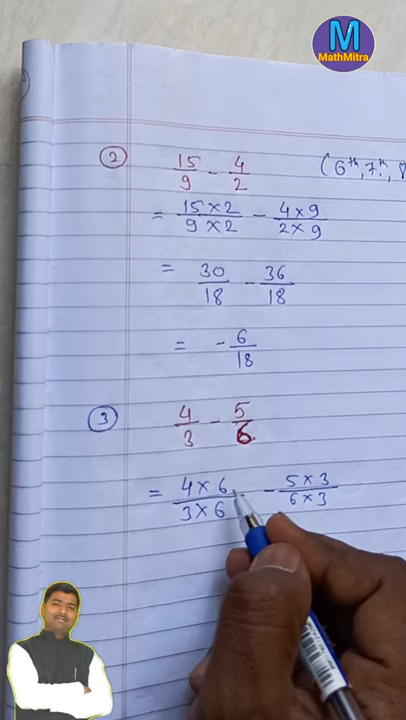 M
MathMitra
② 15/9 - 4/2 (6th, 7th, 8
= 15×2/9×2 - 4×9/2×9
= 30/18 - 36/18
= - 6/18
③ 4/3 - 5/6
= 4×6/3×6 - 5×3/6×3